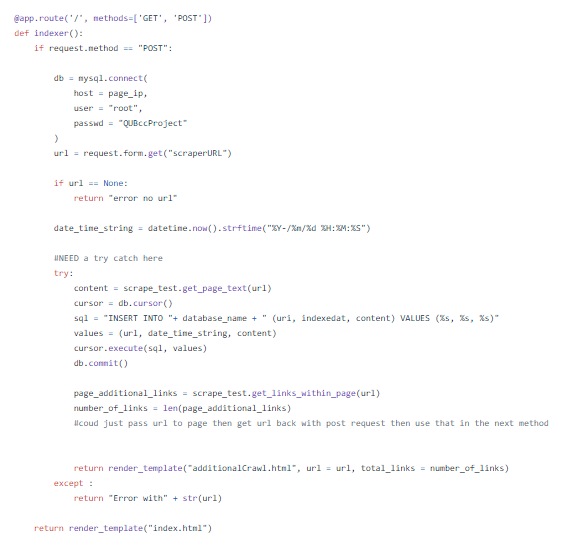 @app.route('/', methods=['GET', 'POST'])
def indexer():
    if request.method == "POST":

        db = mysql.connect(
            host = page_ip,
            user = "root",
            passwd = "QUBccProject"
        )
        url = request.form.get("scraperURL")

        if url == None:
            return "error no url"

        date_time_string = datetime.now().strftime("%Y-/%m/%d %H:%M:%S")

        #NEED a try catch here
        try:
            content = scrape_test.get_page_text(url)
            cursor = db.cursor()
            sql = "INSERT INTO "+ database_name + " (uri, indexedat, content) VALUES (%s, %s, %s)"
            values = (url, date_time_string, content)
            cursor.execute(sql, values)
            db.commit()

            page_additional_links = scrape_test.get_links_within_page(url)
            number_of_links = len(page_additional_links)
            #coud just pass url to page then get url back with post request then use that in the next method


            return render_template("additionalCrawl.html", url = url, total_links = number_of_links)
        except :
            return "Error with" + str(url)

    return render_template("index.html")